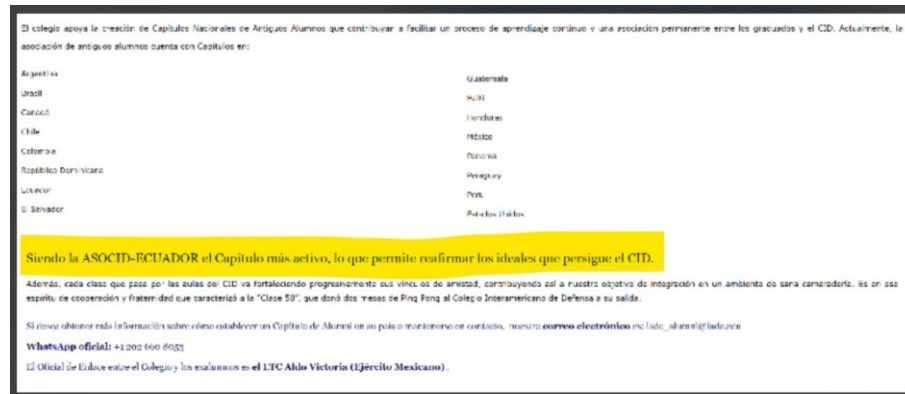 El colegio apoya la creación de Capítulos Nacionales de Antiguos Alumnos que contribuyan a facilitar un proceso de aprendizaje continuo y una asociación permanente entre los graduados y el CID. Actualmente, la
asociación de antiguos alumnos cuenta con Capítulos en:
Argentina
Brasil
Canadá
Chile
Colombia
República Dominicana
Ecuador
El Salvador
Guatemala
Haití
Honduras
México
Panamá
Paraguay
Perú
Estados Unidos
Siendo la ASOCID-ECUADOR el Capítulo más activo, lo que permite reafirmar los ideales que persigue el CID.
Además, cada clase que pasa por las aulas del CID va fortaleciendo progresivamente sus vínculos de amistad, contribuyendo así a nuestro objetivo de integración en un ambiente de sana camaradería. Es en ese
espíritu de cooperación y fraternidad que caracterizó a la "Clase 58", que donó dos mesas de Ping Pong al Colegio Interamericano de Defensa a su salida.
Si desea obtener más información sobre cómo establecer un Capítulo de Alumni en su país o mantenerse en contacto, nuestro correo electrónico es: iadc_alumni@iadc.edu
WhatsApp oficial: +1 202 660 8053
El Oficial de Enlace entre el Colegio y los exalumnos es el LTC Aldo Victoria (Ejército Mexicano) .